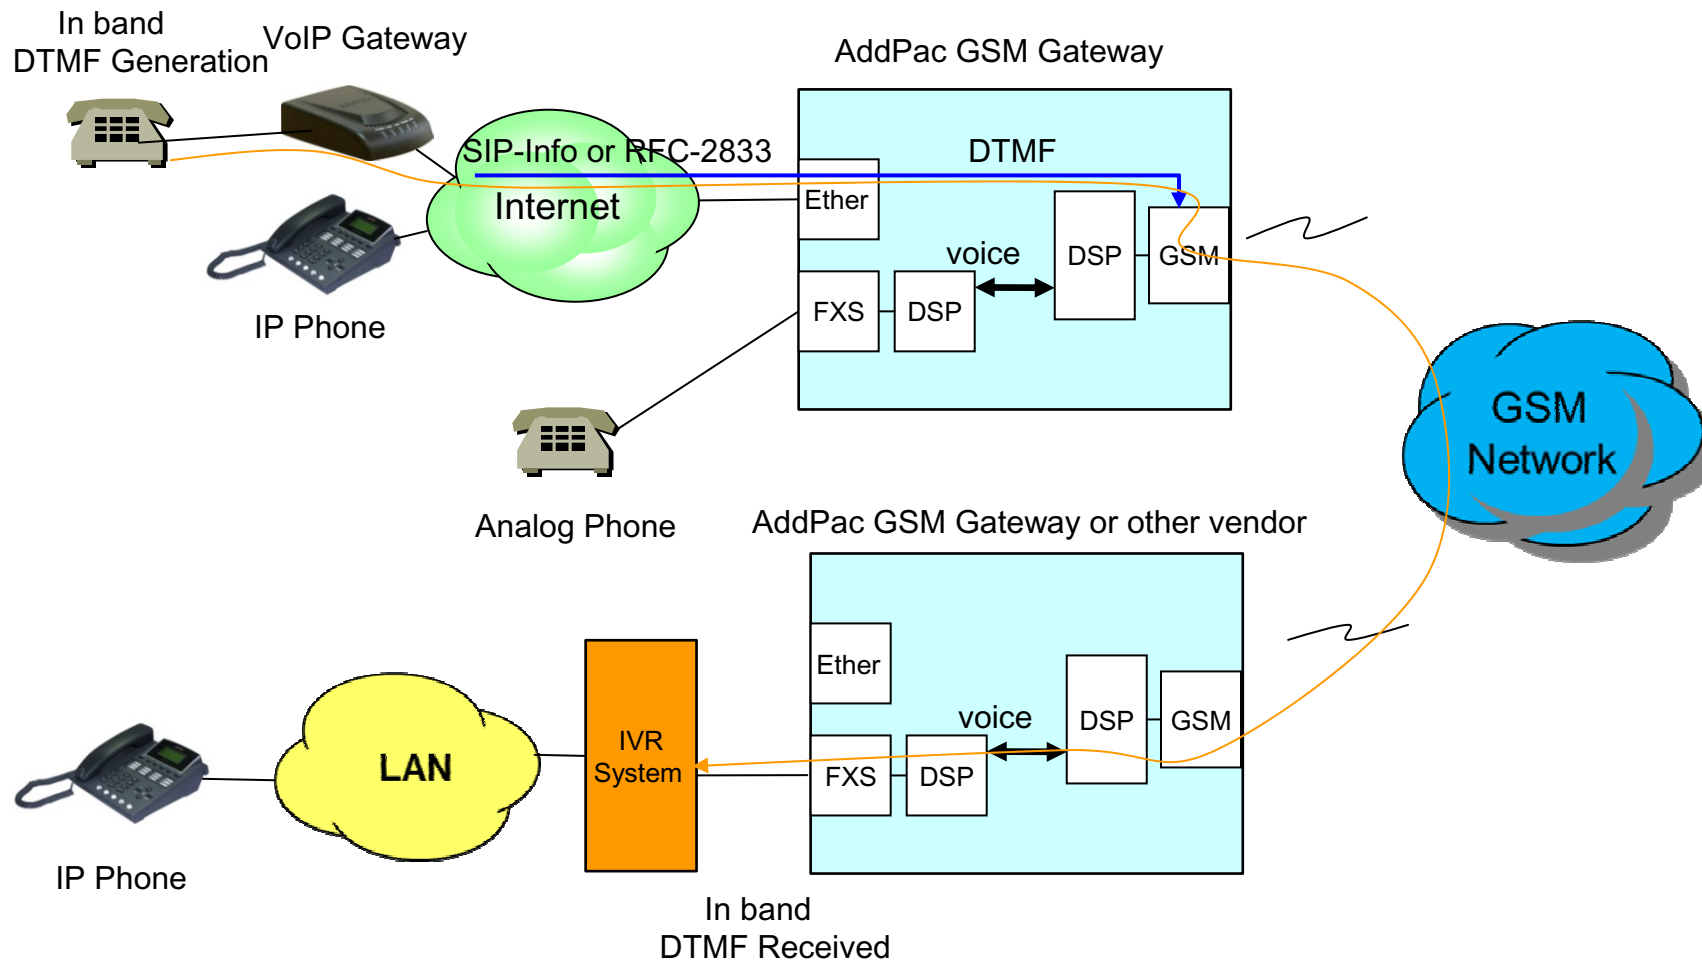 In band
DTMF Generation
VoIP Gateway
AddPac GSM Gateway
SIP-Info or RFC-2833
DTMF
Internet
Ether
voice
DSP
GSM
FXS
DSP
IP Phone
GSM
Network
Analog Phone
AddPac GSM Gateway or other vendor
Ether
voice
DSP
GSM
IVR
System
FXS
DSP
LAN
IP Phone
In band
DTMF Received